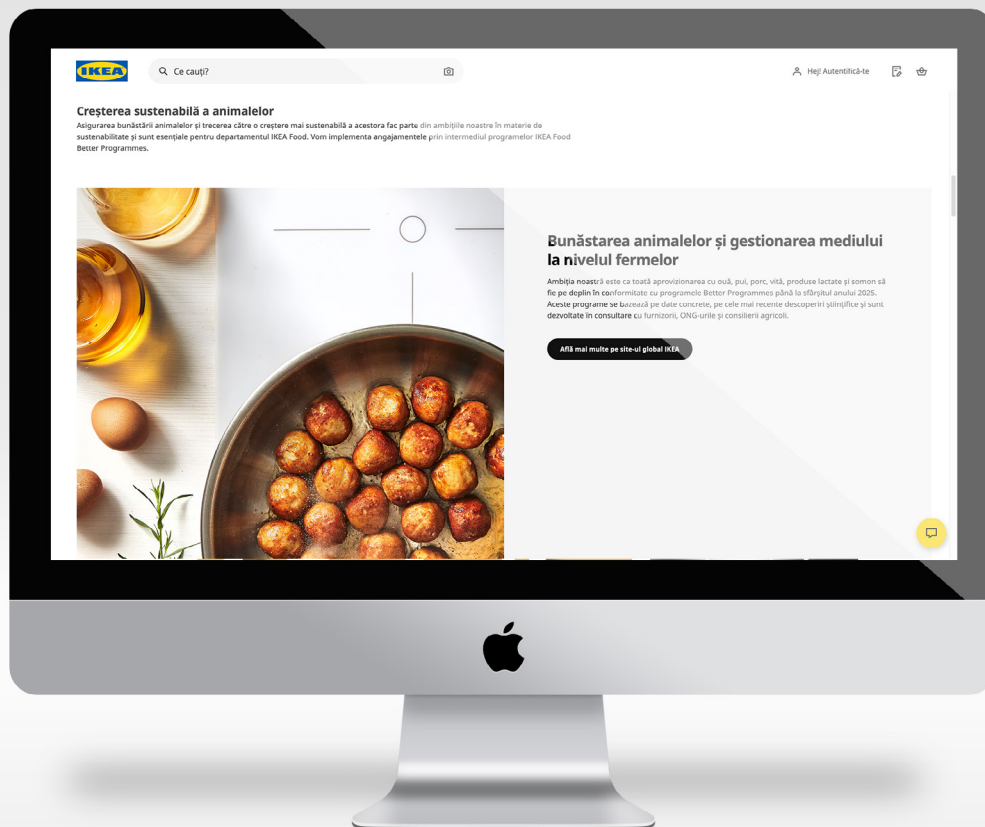 IKEA
Ce cauți?
Hej! Autentifică-te
Creșterea sustenabilă a animalelor
Asigurarea bunăstării animalelor și trecerea către o creștere mai sustenabilă a acestora fac parte din ambițiile noastre în materie de
sustenabilitate și sunt esențiale pentru departamentul IKEA Food. Vom implementa angajamentele prin intermediul programelor IKEA Food
Better Programmes.
Bunăstarea animalelor și gestionarea mediului
la nivelul fermelor
Ambiția noastră este ca toată aprovizionarea cu ouă, pui, porc, vită, produse lactate și somon să
fie pe deplin în conformitate cu programele Better Programmes până la sfârșitul anului 2025.
Aceste programe se bazează pe date concrete, pe cele mai recente descoperiri științifice și sunt
dezvoltate în consultare cu furnizorii, ONG-urile și consilierii agricoli.
Află mai multe pe site-ul global IKEA